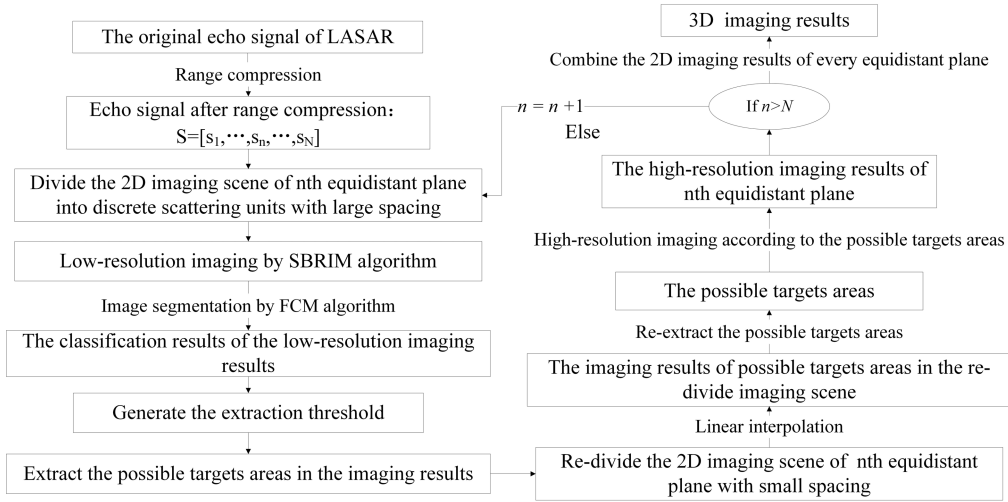 The original echo signal of LASAR
Range compression
Echo signal after range compression：
S=[s₁,⋯,sₙ,⋯,s_N]
Divide the 2D imaging scene of nth equidistant plane
into discrete scattering units with large spacing
Low-resolution imaging by SBRIM algorithm
Image segmentation by FCM algorithm
The classification results of the low-resolution imaging
results
Generate the extraction threshold
Extract the possible targets areas in the imaging results
Re-divide the 2D imaging scene of nth equidistant
plane with small spacing
Linear interpolation
The imaging results of possible targets areas in the re-
divide imaging scene
Re-extract the possible targets areas
The possible targets areas
High-resolution imaging according to the possible targets areas
The high-resolution imaging results of
nth equidistant plane
If n>N
n = n +1
Else
Combine the 2D imaging results of every equidistant plane
3D imaging results